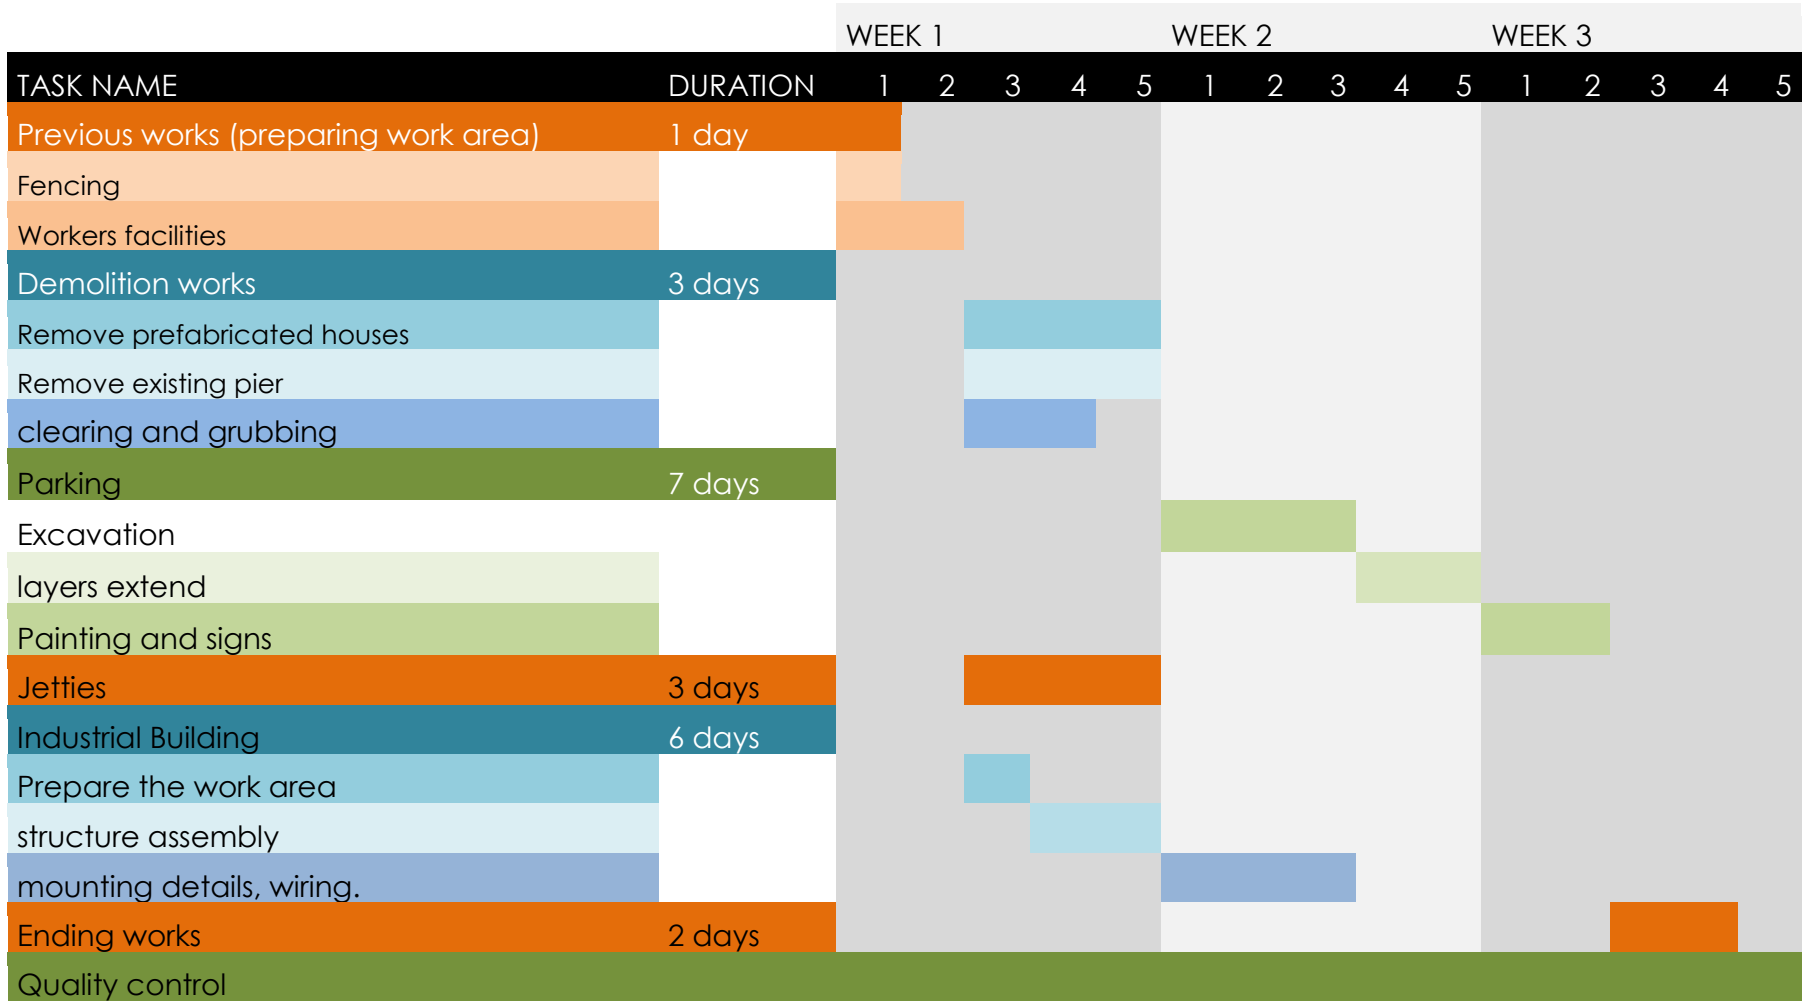 WEEK 1 WEEK 2 WEEK 3
TASK NAME DURATION 1 2 3 4 5 1 2 3 4 5 1 2 3 4 5
Previous works (preparing work area) 1 day
Fencing
Workers facilities
Demolition works 3 days
Remove prefabricated houses
Remove existing pier
clearing and grubbing
Parking 7 days
Excavation
layers extend
Painting and signs
Jetties 3 days
Industrial Building 6 days
Prepare the work area
structure assembly
mounting details, wiring.
Ending works 2 days
Quality control